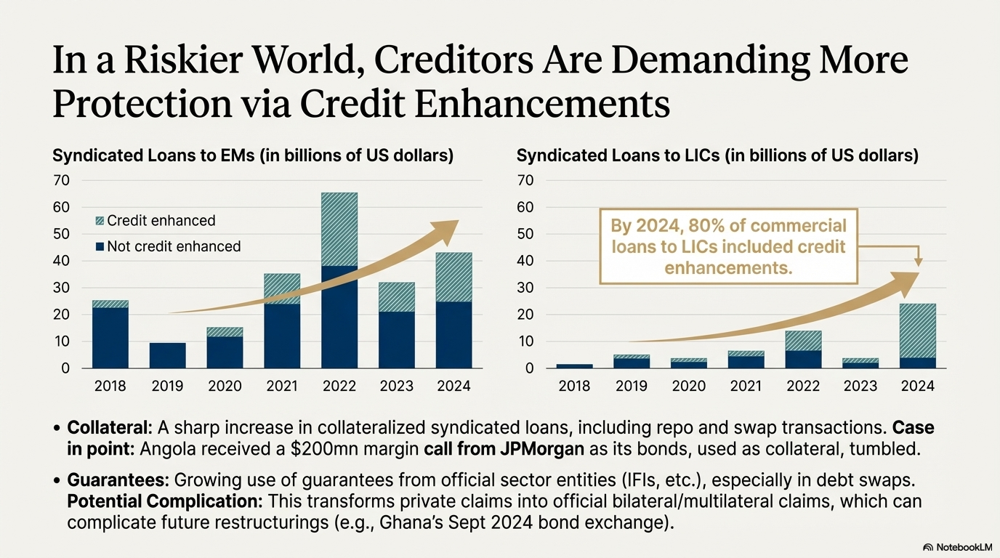 In a Riskier World, Creditors Are Demanding More
Protection via Credit Enhancements
Syndicated Loans to EMs (in billions of US dollars)
70
60
50
40
30
20
10
0
Credit enhanced
Not credit enhanced
2018 2019 2020 2021 2022 2023 2024
Syndicated Loans to LICs (in billions of US dollars)
70
60
50
40
30
20
10
0
By 2024, 80% of commercial
loans to LICs included credit
enhancements.
2018 2019 2020 2021 2022 2023 2024
• Collateral: A sharp increase in collateralized syndicated loans, including repo and swap transactions. Case
in point: Angola received a $200mn margin call from JPMorgan as its bonds, used as collateral, tumbled.
• Guarantees: Growing use of guarantees from official sector entities (IFIs, etc.), especially in debt swaps.
Potential Complication: This transforms private claims into official bilateral/multilateral claims, which can
complicate future restructurings (e.g., Ghana's Sept 2024 bond exchange).
NotebookLM